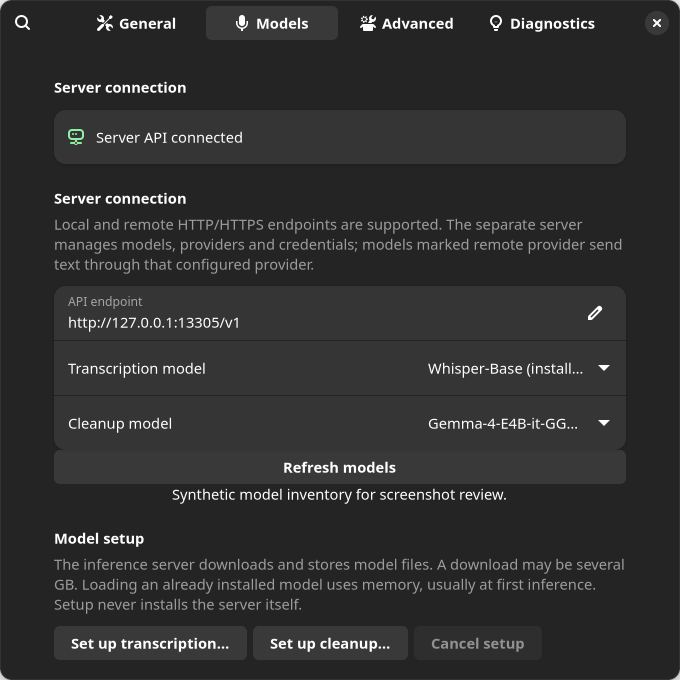 General Models Advanced Diagnostics
Server connection
Server API connected
Server connection
Local and remote HTTP/HTTPS endpoints are supported. The separate server
manages models, providers and credentials; models marked remote provider send
text through that configured provider.
API endpoint
http://127.0.0.1:13305/v1
Transcription model Whisper-Base (install...
Cleanup model Gemma-4-E4B-it-GG...
Refresh models
Synthetic model inventory for screenshot review.
Model setup
The inference server downloads and stores model files. A download may be several
GB. Loading an already installed model uses memory, usually at first inference.
Setup never installs the server itself.
Set up transcription... Set up cleanup... Cancel setup